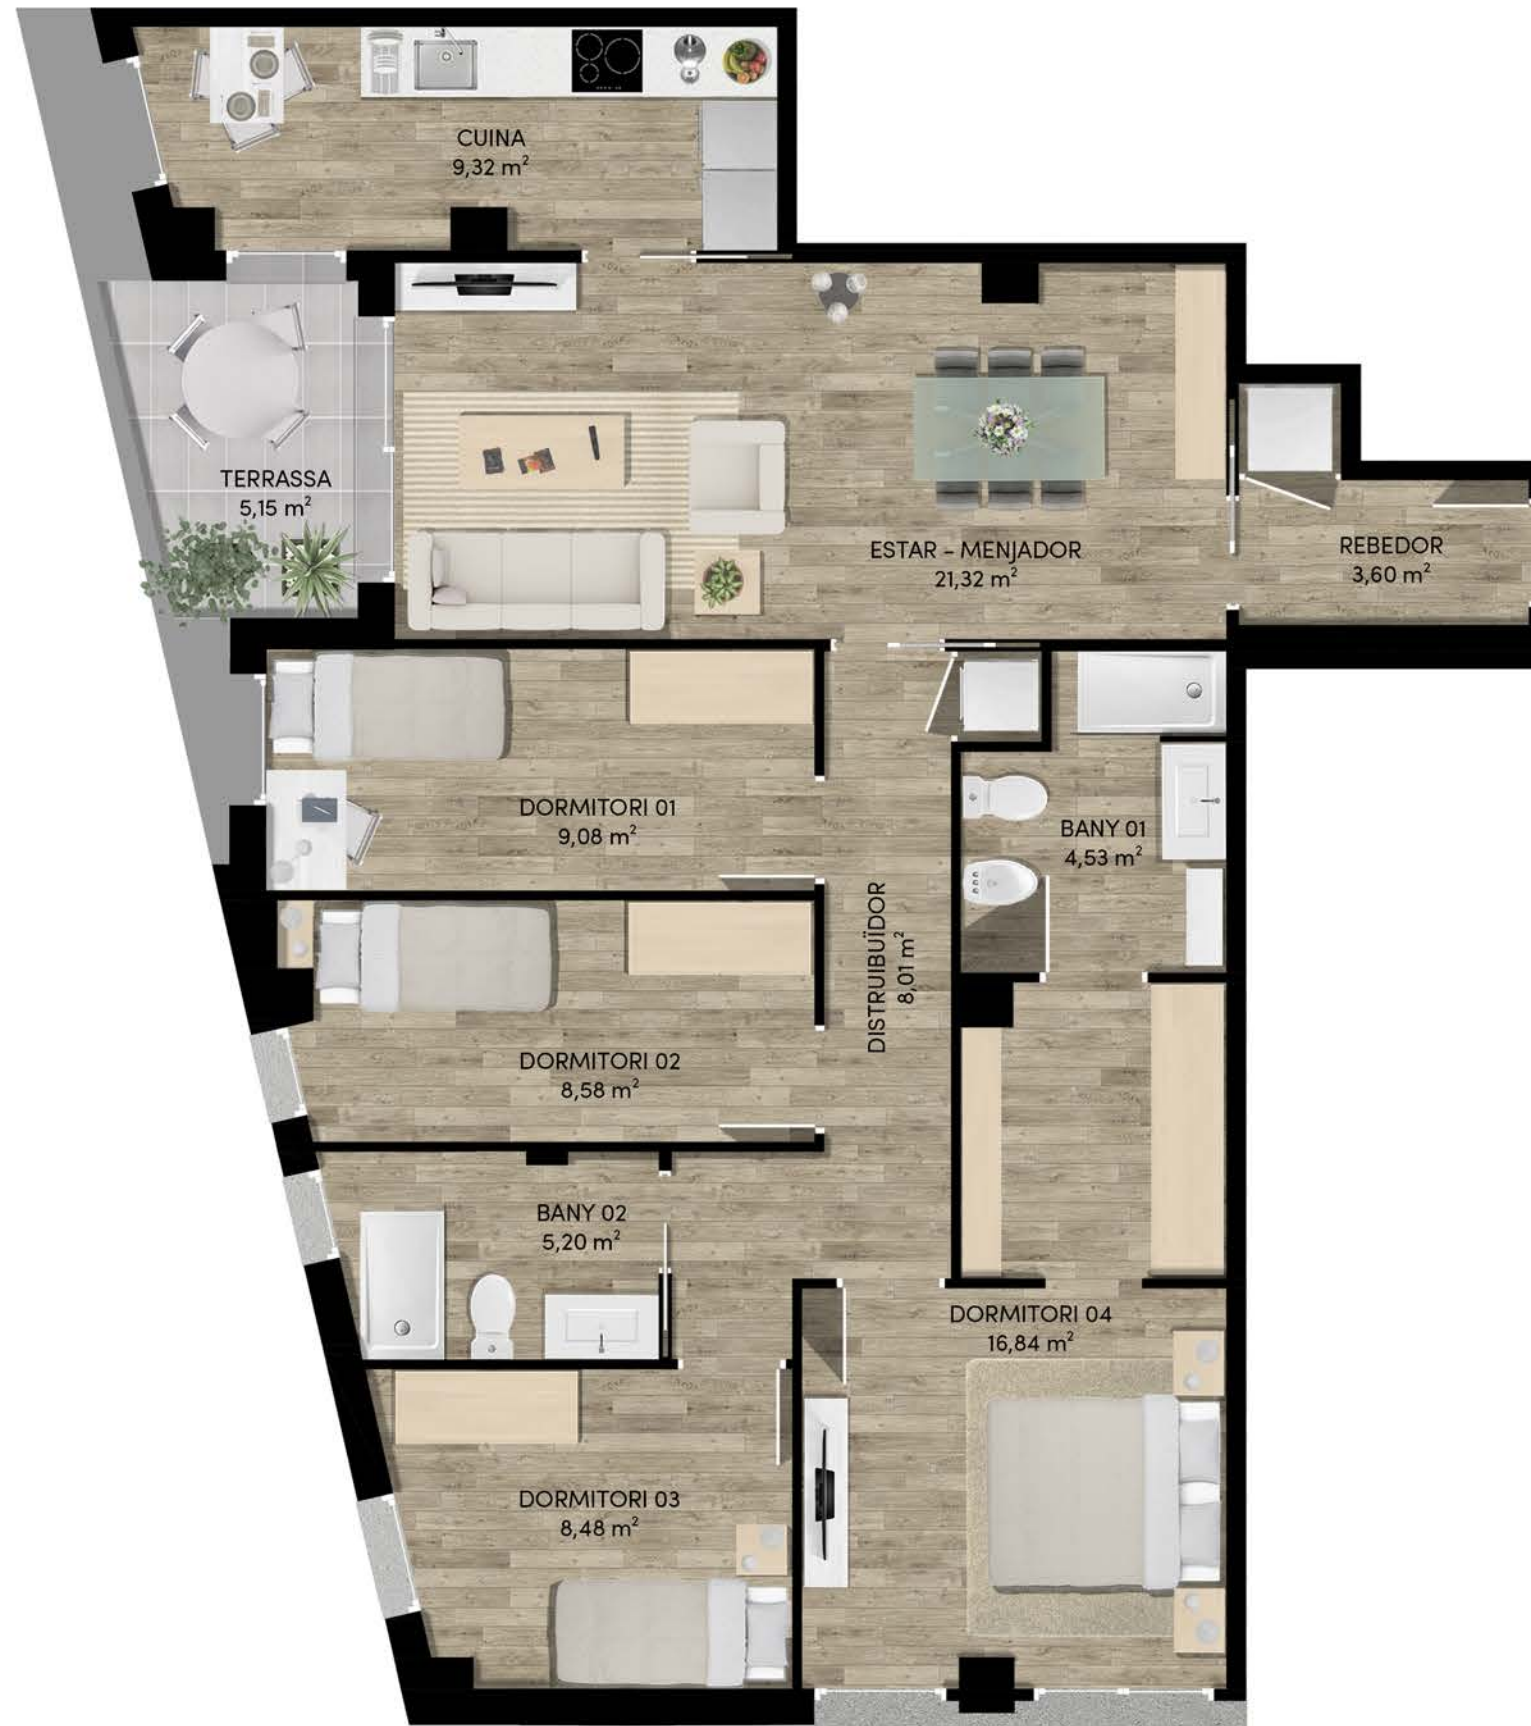 CUINA
9,32 m²
TERRASSA
5,15 m²
ESTAR - MENJADOR
21,32 m²
REBEDOR
3,60 m²
DORMITORI 01
9,08 m²
BANY 01
4,53 m²
DISTRUIBUÏDOR
8,01 m²
DORMITORI 02
8,58 m²
BANY 02
5,20 m²
DORMITORI 04
16,84 m²
DORMITORI 03
8,48 m²